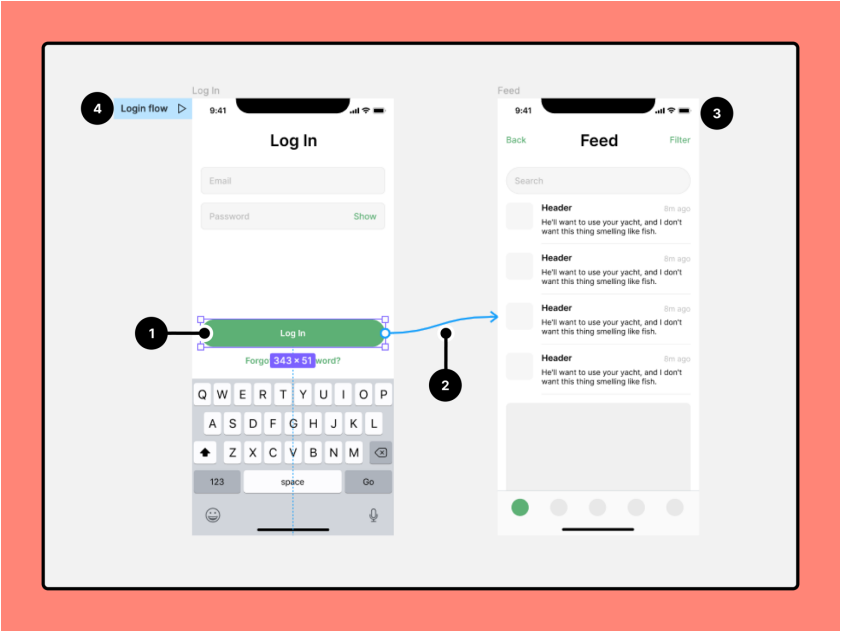 Log In
Feed
4
Login flow
9:41
9:41
3
Log In
Back
Feed
Filter
Email
Search
Password
Show
Header
8m ago
He'll want to use your yacht, and I don't
want this thing smelling like fish.
Header
8m ago
He'll want to use your yacht, and I don't
want this thing smelling like fish.
Header
8m ago
He'll want to use your yacht, and I don't
want this thing smelling like fish.
Header
8m ago
He'll want to use your yacht, and I don't
want this thing smelling like fish.
1
Log In
2
Forgo
343 × 51
word?
Q W E R T Y U I O P
A S D F G H J K L
Z X C V B N M
123
space
Go